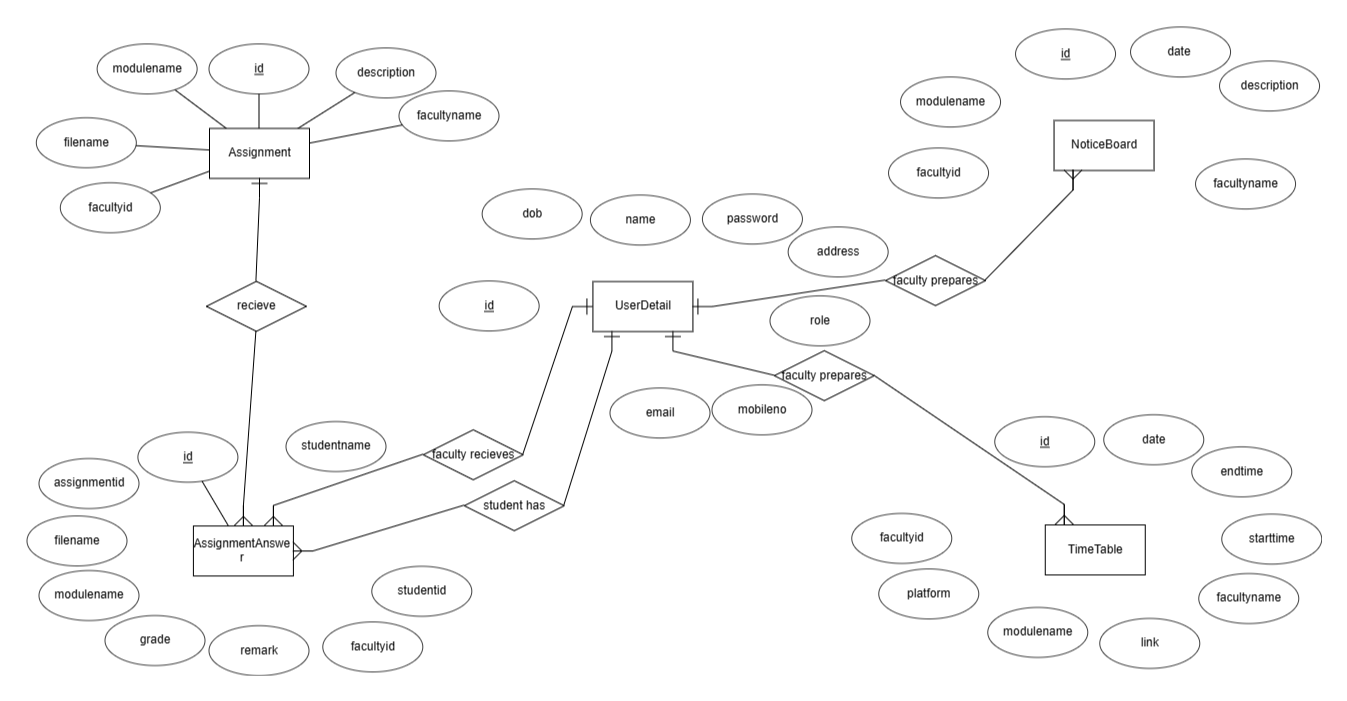 id
date
modulename
id
description
description
modulename
facultyname
filename
Assignment
NoticeBoard
facultyid
facultyname
facultyid
dob
name
password
address
faculty prepares
recieve
id
UserDetail
role
faculty prepares
email
mobileno
studentname
id
faculty recieves
id
date
assignmentid
endtime
student has
filename
AssignmentAnswe
r
facultyid
TimeTable
starttime
modulename
studentid
platform
facultyname
grade
remark
facultyid
modulename
link